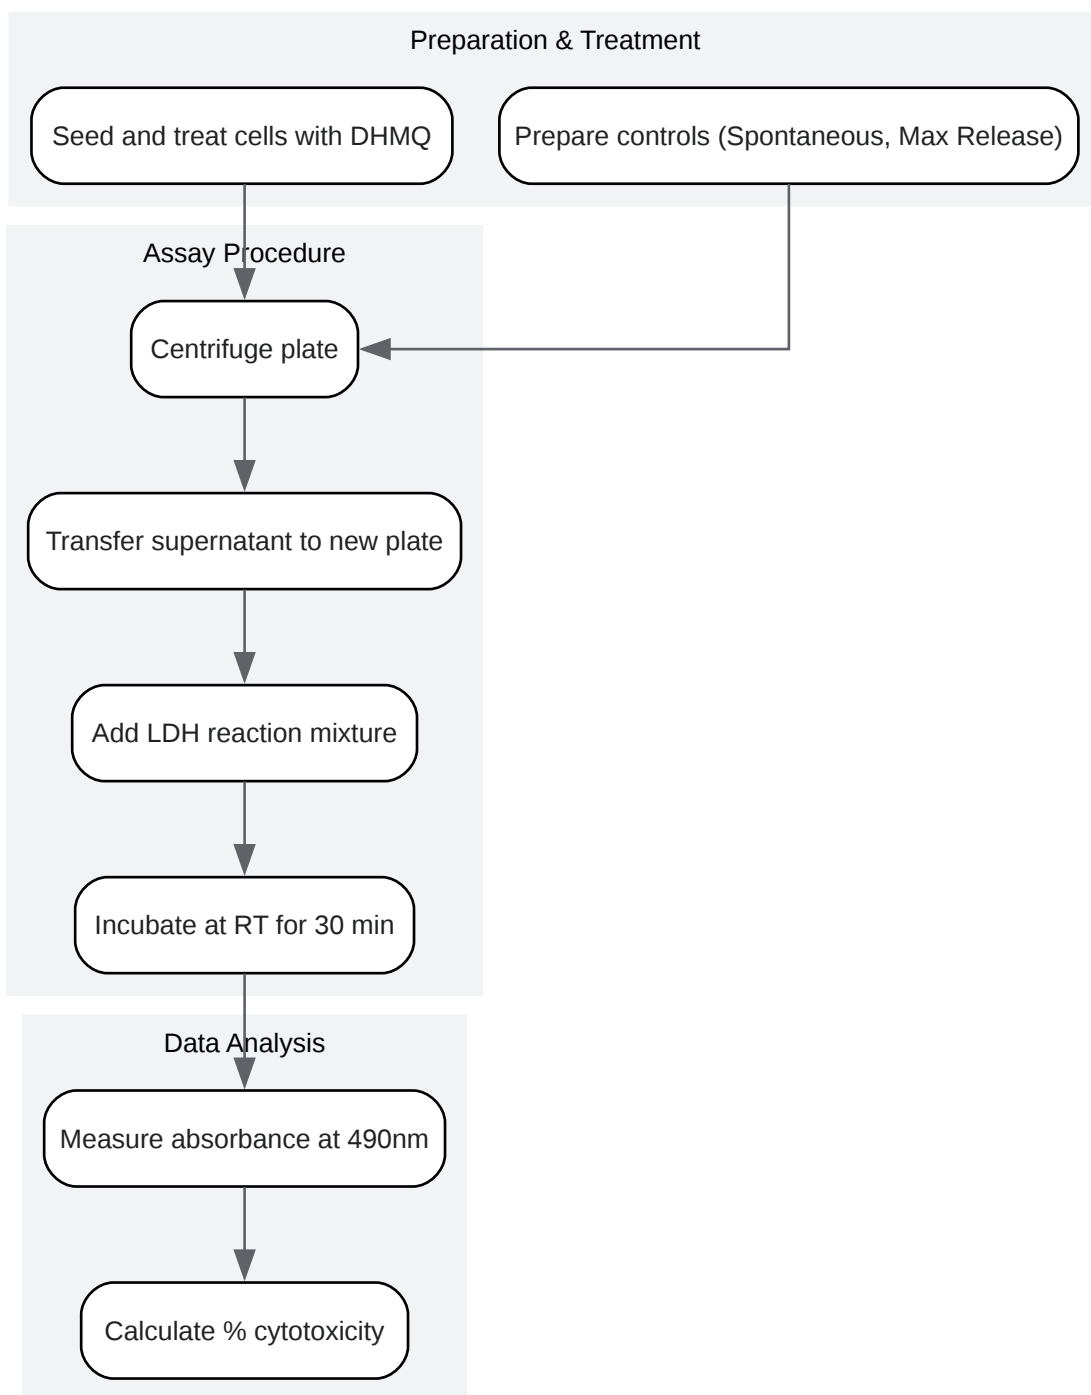 Preparation & Treatment
Seed and treat cells with DHMQ
Prepare controls (Spontaneous, Max Release)
Assay Procedure
Centrifuge plate
Transfer supernatant to new plate
Add LDH reaction mixture
Incubate at RT for 30 min
Data Analysis
Measure absorbance at 490nm
Calculate % cytotoxicity